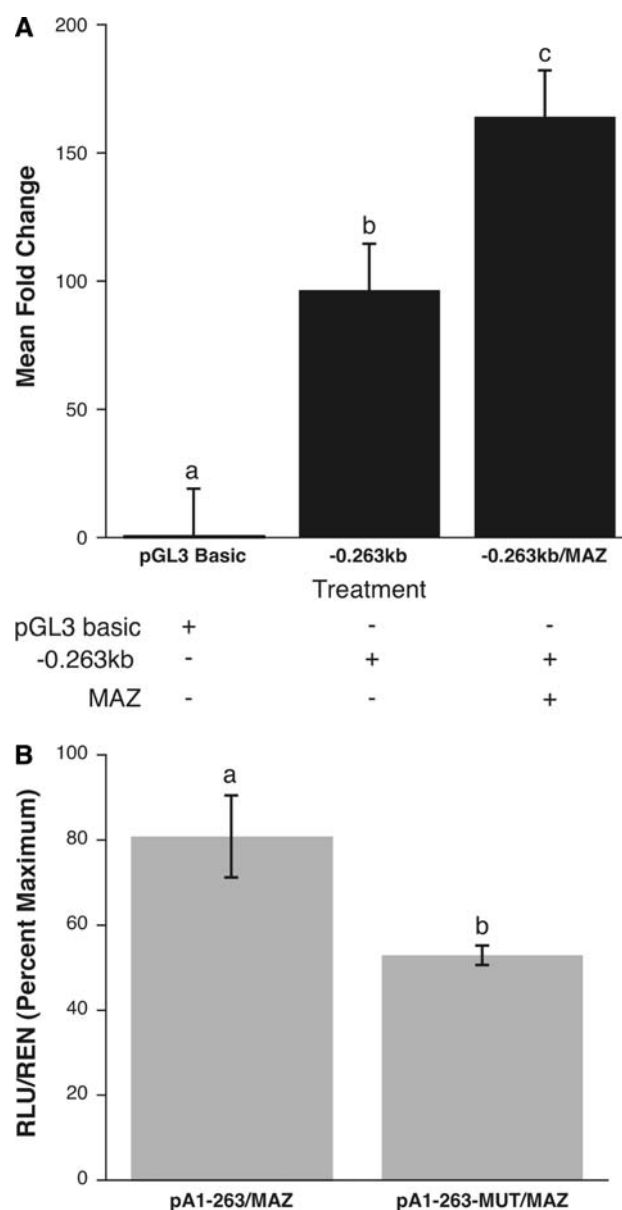 A
200
150
100
50
0
Mean Fold Change
a
b
c
pGL3 Basic -0.263kb -0.263kb/MAZ
Treatment
pGL3 basic + - -
-0.263kb - + +
MAZ - - +
B
100
80
60
40
20
0
RLU/REN (Percent Maximum)
a
b
pA1-263/MAZ pA1-263-MUT/MAZ